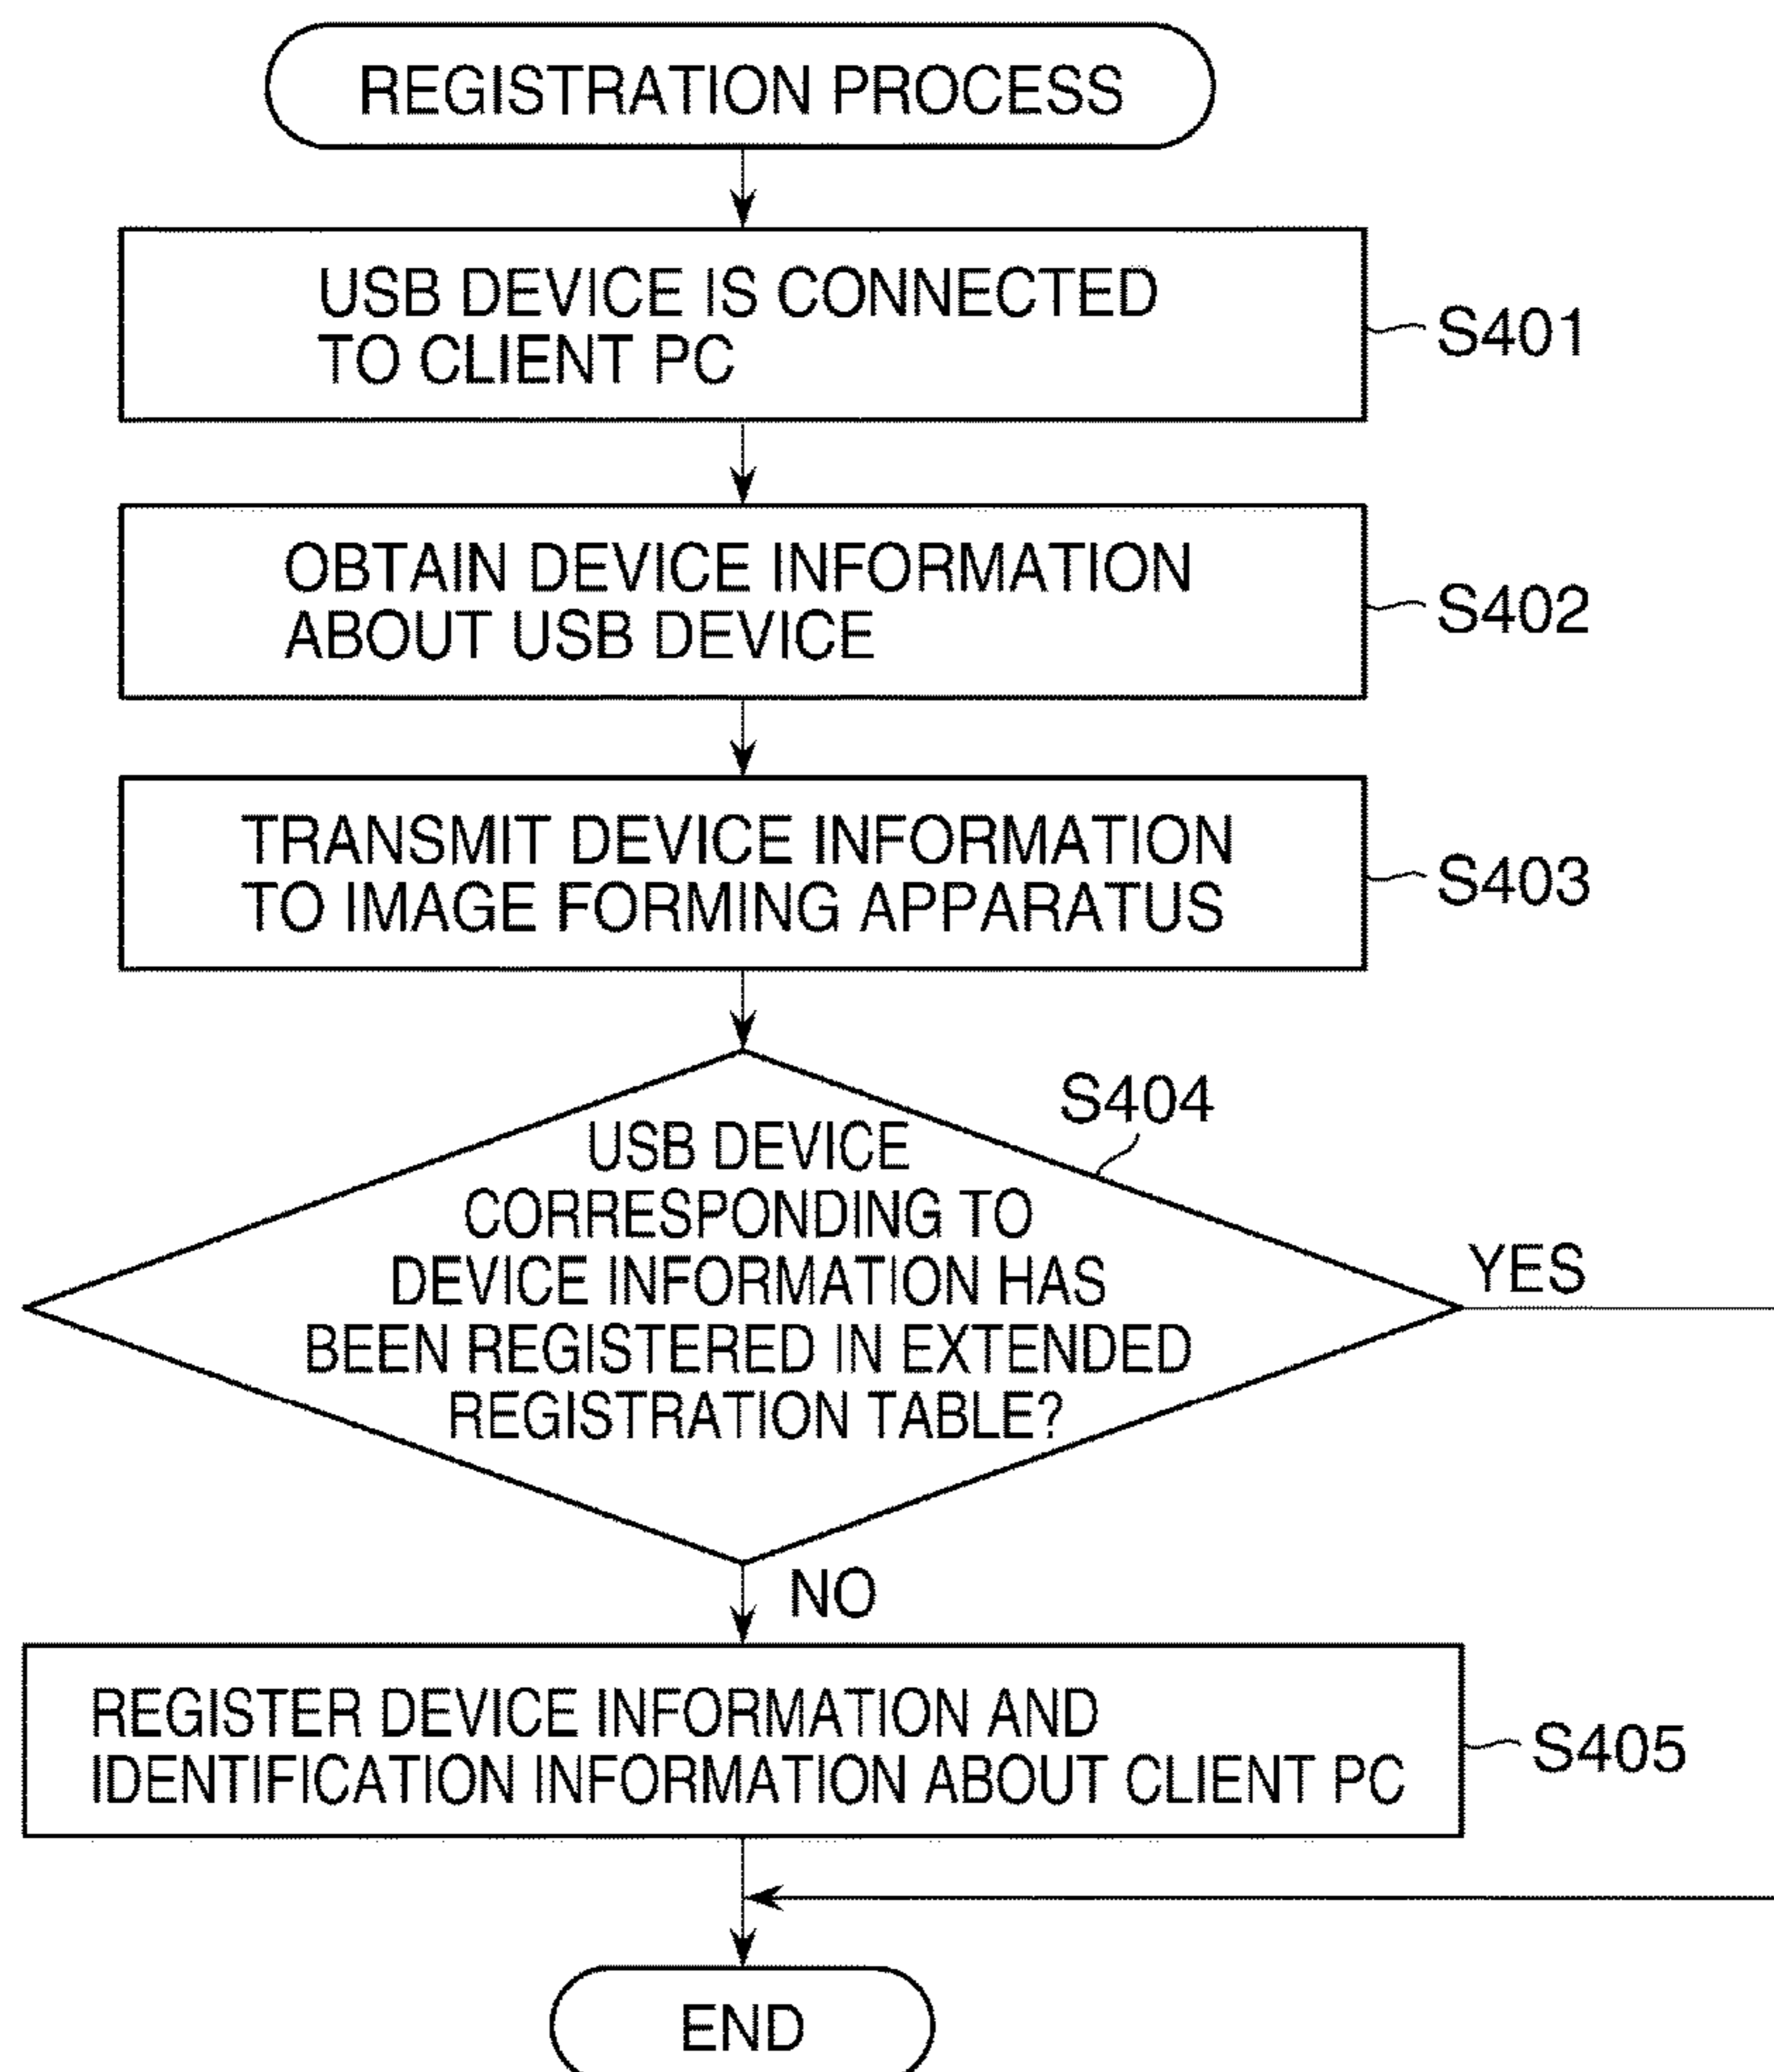 REGISTRATION PROCESS
USB DEVICE IS CONNECTED
TO CLIENT PC
S401
OBTAIN DEVICE INFORMATION
ABOUT USB DEVICE
S402
TRANSMIT DEVICE INFORMATION
TO IMAGE FORMING APPARATUS
S403
S404
USB DEVICE
CORRESPONDING TO
DEVICE INFORMATION HAS
BEEN REGISTERED IN EXTENDED
REGISTRATION TABLE?
YES
NO
REGISTER DEVICE INFORMATION AND
IDENTIFICATION INFORMATION ABOUT CLIENT PC
S405
END